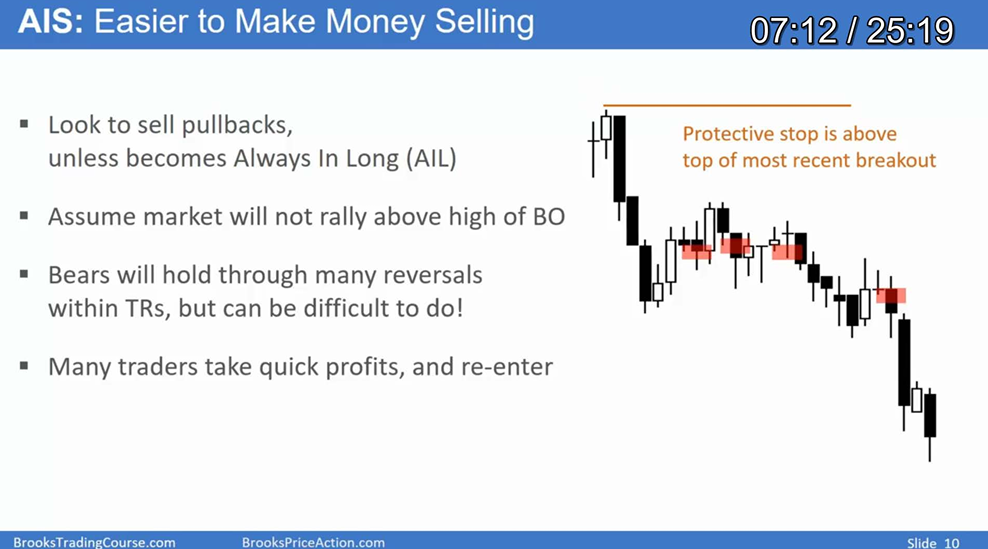 AIS: Easier to Make Money Selling
07:12 / 25:19
▪ Look to sell pullbacks,
unless becomes Always In Long (AIL)
▪ Assume market will not rally above high of BO
▪ Bears will hold through many reversals
within TRs, but can be difficult to do!
▪ Many traders take quick profits, and re-enter
Protective stop is above
top of most recent breakout
BrooksTradingCourse.com
BrooksPriceAction.com
Slide 10